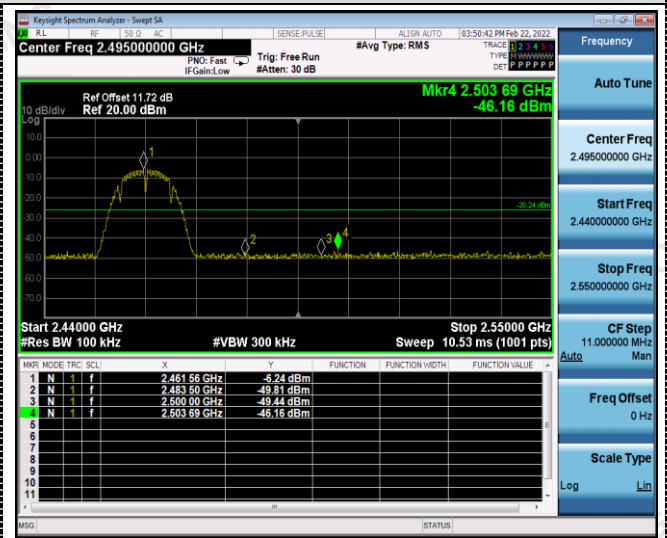 Keysight Spectrum Analyzer - Swept SA
RL RF 50 Ω AC SENSE:PULSE ALIGN AUTO 03:50:42 PM Feb 22, 2022
Center Freq 2.495000000 GHz #Avg Type: RMS TRACE 1 2 3 4 5 6
PNO: Fast Trig: Free Run TYPE M WWWWW
IFGain:Low #Atten: 30 dB DET P P P P P P
Mkr4 2.503 69 GHz
-46.16 dBm
Ref Offset 11.72 dB
10 dB/div Ref 20.00 dBm
Log
10.0
0.00
-10.0
-20.0
-30.0
-40.0
-50.0
-60.0
-70.0
1
2
3
4
-26.24 dBm
Start 2.44000 GHz Stop 2.55000 GHz
#Res BW 100 kHz #VBW 300 kHz Sweep 10.53 ms (1001 pts)
MKR MODE TRC SCL X Y FUNCTION FUNCTION WIDTH FUNCTION VALUE
1 N 1 f 2.461 56 GHz -6.24 dBm
2 N 1 f 2.483 50 GHz -49.81 dBm
3 N 1 f 2.500 00 GHz -49.44 dBm
4 N 1 f 2.503 69 GHz -46.16 dBm
5
6
7
8
9
10
11
MSG STATUS
Frequency
Auto Tune
Center Freq
2.495000000 GHz
Start Freq
2.440000000 GHz
Stop Freq
2.550000000 GHz
CF Step
11.000000 MHz
Auto Man
Freq Offset
0 Hz
Scale Type
Log Lin